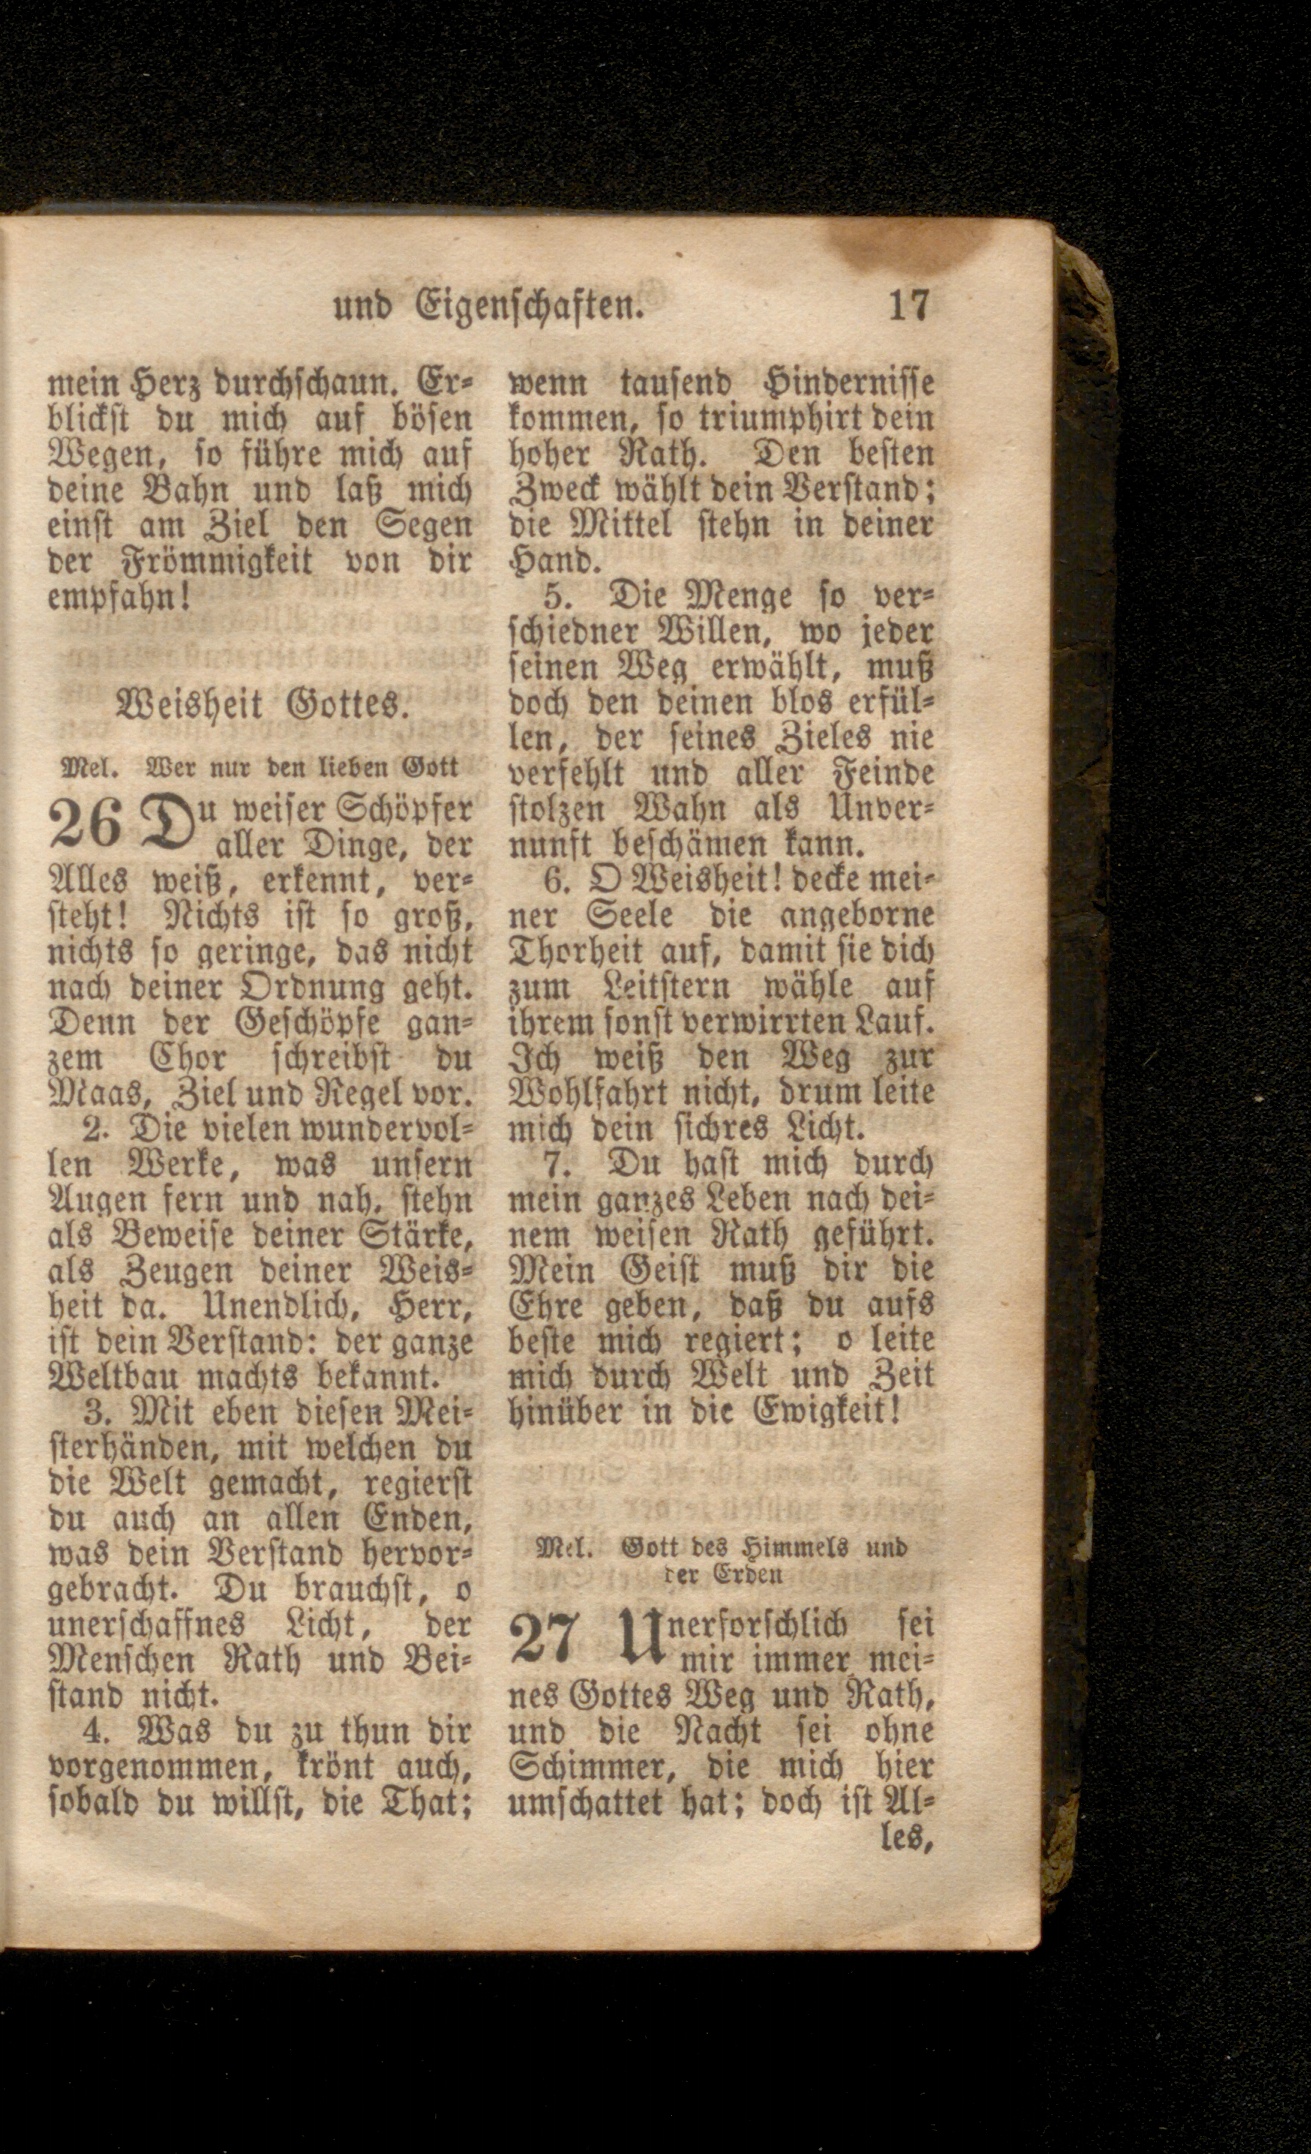 und Eigenschaften. 17
mein Herz durchschaun. Er-
blickst du mich auf bösen
Wegen, so führe mich auf
deine Bahn und laß mich
einst am Ziel den Segen
der Frömmigkeit von dir
empfahn!
Weisheit Gottes.
Mel. Wer nur den lieben Gott
26 Du weiser Schöpfer
aller Dinge, der
Alles weiß, erkennt, ver-
steht! Nichts ist so groß,
nichts so geringe, das nicht
nach deiner Ordnung geht.
Denn der Geschöpfe gan-
zem Chor schreibst du
Maas, Ziel und Regel vor.
2. Die vielen wundervol-
len Werke, was unsern
Augen fern und nah, stehn
als Beweise deiner Stärke,
als Zeugen deiner Weis-
heit da. Unendlich, Herr,
ist dein Verstand: der ganze
Weltbau machts bekannt.
3. Mit eben diesen Mei-
sterhänden, mit welchen du
die Welt gemacht, regierst
du auch an allen Enden,
was dein Verstand hervor-
gebracht. Du brauchst, o
unerschaffnes Licht, der
Menschen Rath und Bei-
stand nicht.
4. Was du zu thun dir
vorgenommen, krönt auch,
sobald du willst, die That;
wenn tausend Hindernisse
kommen, so triumphirt dein
hoher Rath. Den besten
Zweck wählt dein Verstand;
die Mittel stehn in deiner
Hand.
5. Die Menge so ver-
schiedner Willen, wo jeder
seinen Weg erwählt, muß
doch den deinen blos erfül-
len, der seines Zieles nie
verfehlt und aller Feinde
stolzen Wahn als Unver-
nunft beschämen kann.
6. O Weisheit! decke mei-
ner Seele die angeborne
Thorheit auf, damit sie dich
zum Leitstern wähle auf
ihrem sonst verwirrten Lauf.
Ich weiß den Weg zur
Wohlfahrt nicht, drum leite
mich dein sichres Licht.
7. Du hast mich durch
mein ganzes Leben nach dei-
nem weisen Rath geführt.
Mein Geist muß dir die
Ehre geben, daß du aufs
beste mich regiert; o leite
mich durch Welt und Zeit
hinüber in die Ewigkeit!
Mel. Gott des Himmels und
der Erden
27 Unerforschlich sei
mir immer mei-
nes Gottes Weg und Rath,
und die Nacht sei ohne
Schimmer, die mich hier
umschattet hat; doch ist Al-
les,